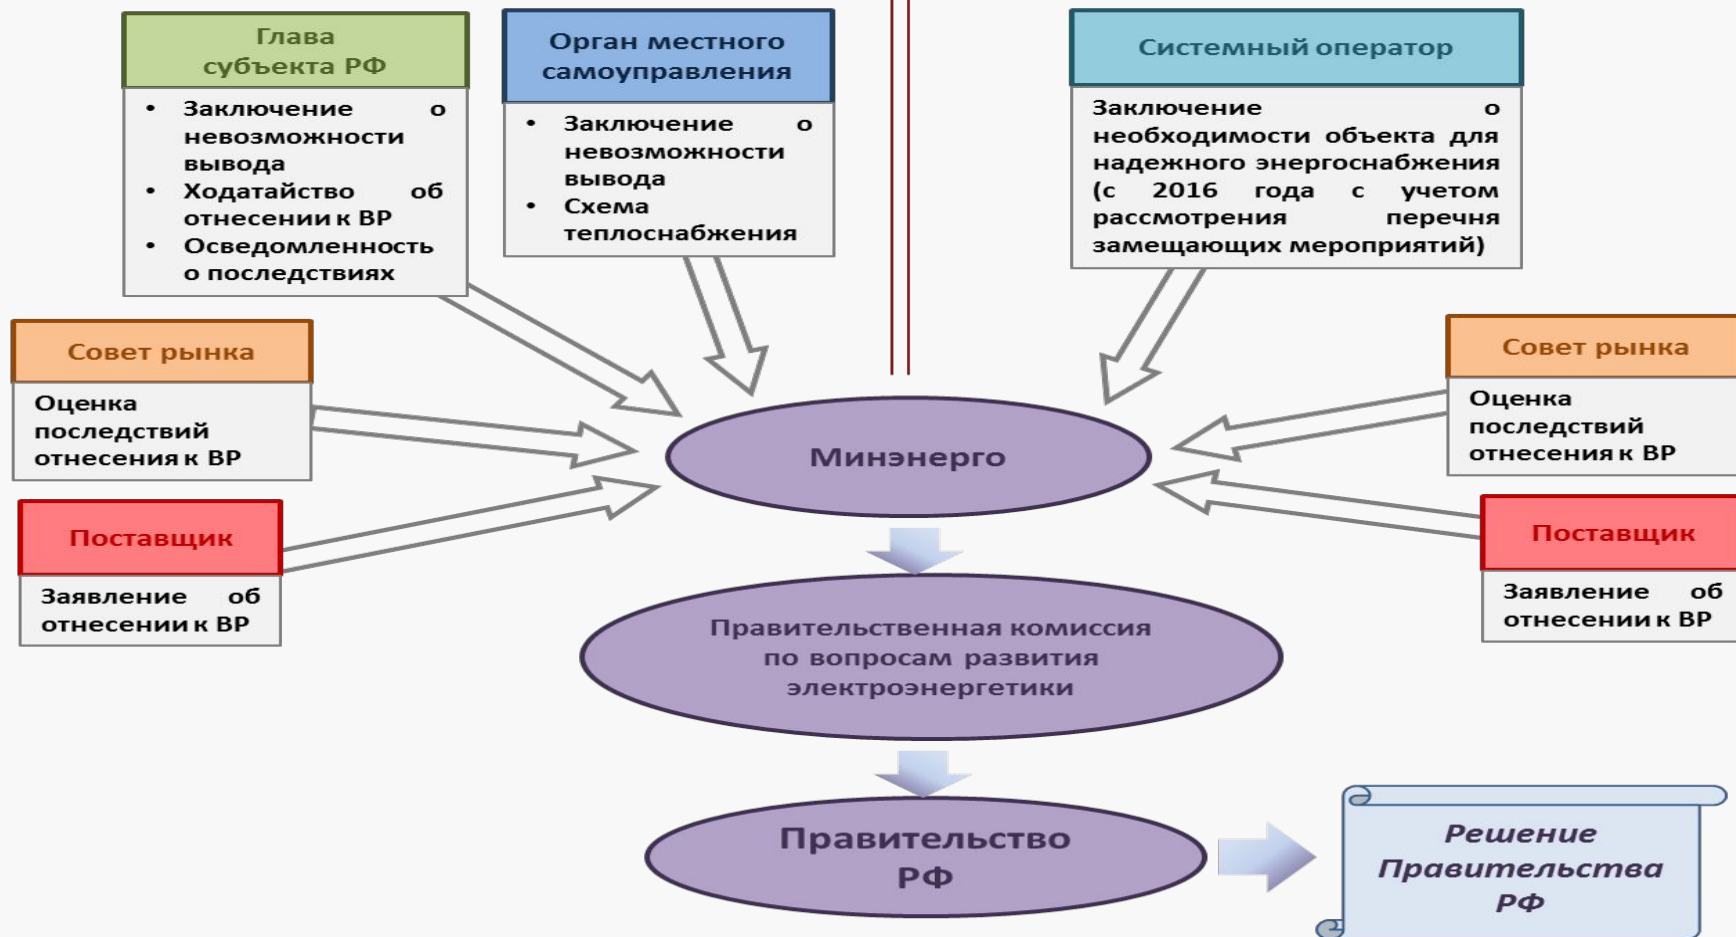 Глава
субъекта РФ
• Заключение о
невозможности
вывода
• Ходатайство об
отнесении к ВР
• Осведомленность
о последствиях
Орган местного
самоуправления
• Заключение о
невозможности
вывода
• Схема
теплоснабжения
Системный оператор
Заключение о
необходимости объекта для
надежного энергоснабжения
(с 2016 года с учетом
рассмотрения перечня
замещающих мероприятий)
Совет рынка
Оценка
последствий
отнесения к ВР
Совет рынка
Оценка
последствий
отнесения к ВР
Минэнерго
Поставщик
Заявление об
отнесении к ВР
Поставщик
Заявление об
отнесении к ВР
Правительственная комиссия
по вопросам развития
электроэнергетики
Правительство
РФ
Решение
Правительства
РФ